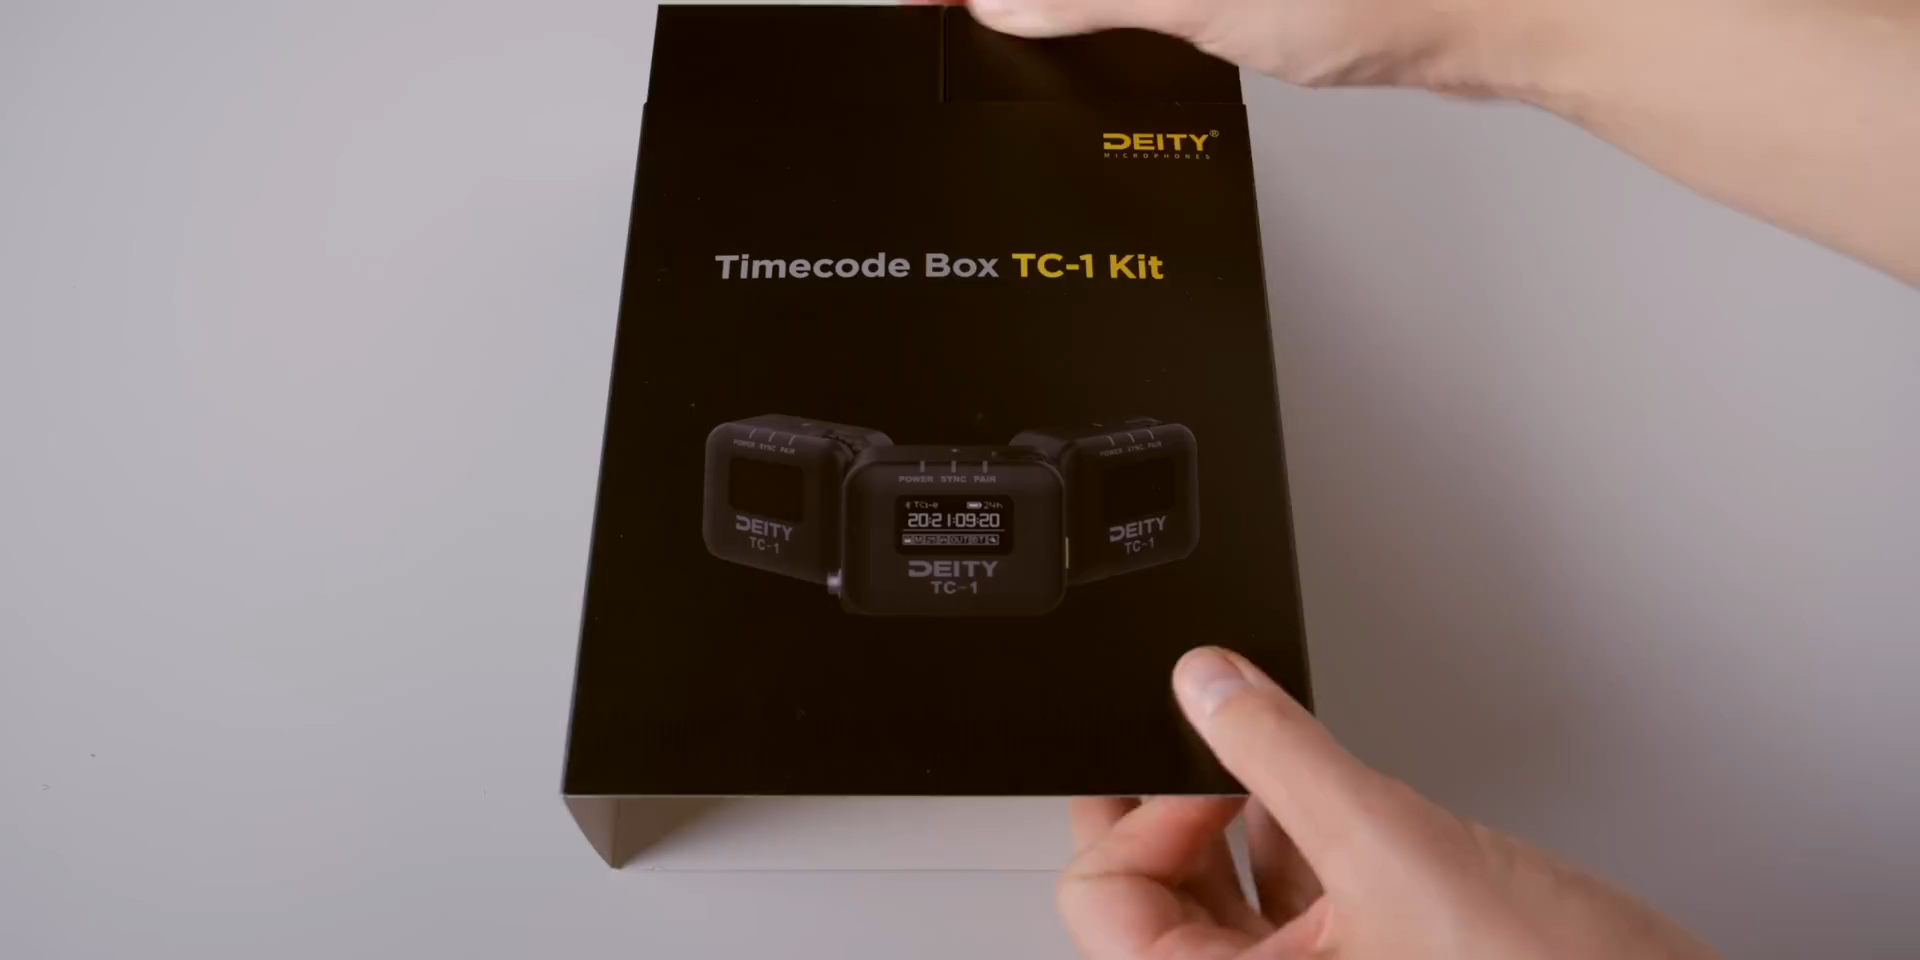 DEITY®
MICROPHONES
Timecode Box TC-1 Kit
POWER SYNC PAIR
DEITY
TC-1
POWER SYNC PAIR
24h
20:21:09:20
DEITY
TC-1
POWER SYNC PAIR
DEITY
TC-1